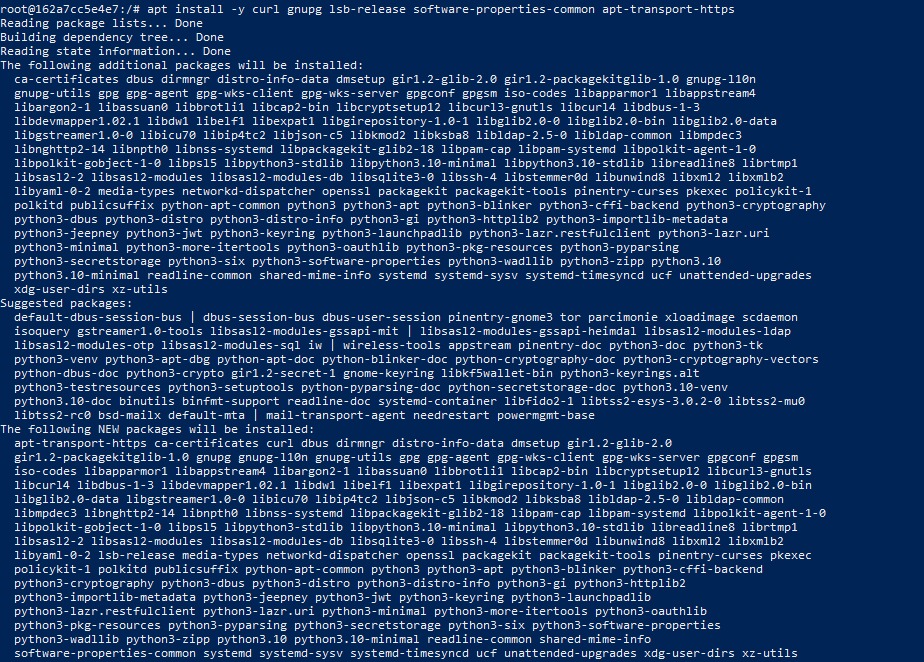 root@162a7cc5e4e7:/# apt install -y curl gnupg lsb-release software-properties-common apt-transport-https
Reading package lists... Done
Building dependency tree... Done
Reading state information... Done
The following additional packages will be installed:
  ca-certificates dbus dirmngr distro-info-data dmsetup gir1.2-glib-2.0 gir1.2-packagekitglib-1.0 gnupg-l10n
  gnupg-utils gpg gpg-agent gpg-wks-client gpg-wks-server gpgconf gpgsm iso-codes libapparmor1 libappstream4
  libargon2-1 libassuan0 libbrotli1 libcap2-bin libcryptsetup12 libcurl3-gnutls libcurl4 libdbus-1-3
  libdevmapper1.02.1 libdw1 libelf1 libexpat1 libgirepository-1.0-1 libglib2.0-0 libglib2.0-bin libglib2.0-data
  libgstreamer1.0-0 libicu70 libip4tc2 libjson-c5 libkmod2 libksba8 libldap-2.5-0 libldap-common libmpdec3
  libnghttp2-14 libnpth0 libnss-systemd libpackagekit-glib2-18 libpam-cap libpam-systemd libpolkit-agent-1-0
  libpolkit-gobject-1-0 libpsl5 libpython3-stdlib libpython3.10-minimal libpython3.10-stdlib libreadline8 librtmp1
  libsasl2-2 libsasl2-modules libsasl2-modules-db libsqlite3-0 libssh-4 libstemmer0d libunwind8 libxml2 libxmlb2
  libyaml-0-2 media-types networkd-dispatcher openssl packagekit packagekit-tools pinentry-curses pkexec policykit-1
  polkitd publicsuffix python-apt-common python3 python3-apt python3-blinker python3-cffi-backend python3-cryptography
  python3-dbus python3-distro python3-distro-info python3-gi python3-httplib2 python3-importlib-metadata
  python3-jeepney python3-jwt python3-keyring python3-launchpadlib python3-lazr.restfulclient python3-lazr.uri
  python3-minimal python3-more-itertools python3-oauthlib python3-pkg-resources python3-pyparsing
  python3-secretstorage python3-six python3-software-properties python3-wadllib python3-zipp python3.10
  python3.10-minimal readline-common shared-mime-info systemd systemd-sysv systemd-timesyncd ucf unattended-upgrades
  xdg-user-dirs xz-utils
Suggested packages:
  default-dbus-session-bus | dbus-session-bus dbus-user-session pinentry-gnome3 tor parcimonie xloadimage scdaemon
  isoquery gstreamer1.0-tools libsasl2-modules-gssapi-mit | libsasl2-modules-gssapi-heimdal libsasl2-modules-ldap
  libsasl2-modules-otp libsasl2-modules-sql iw | wireless-tools appstream pinentry-doc python3-doc python3-tk
  python3-venv python3-apt-dbg python-apt-doc python-blinker-doc python-cryptography-doc python3-cryptography-vectors
  python-dbus-doc python3-crypto gir1.2-secret-1 gnome-keyring libkf5wallet-bin python3-keyrings.alt
  python3-testresources python3-setuptools python-pyparsing-doc python-secretstorage-doc python3.10-venv
  python3.10-doc binutils binfmt-support readline-doc systemd-container libfido2-1 libtss2-esys-3.0.2-0 libtss2-mu0
  libtss2-rc0 bsd-mailx default-mta | mail-transport-agent needrestart powermgmt-base
The following NEW packages will be installed:
  apt-transport-https ca-certificates curl dbus dirmngr distro-info-data dmsetup gir1.2-glib-2.0
  gir1.2-packagekitglib-1.0 gnupg gnupg-l10n gnupg-utils gpg gpg-agent gpg-wks-client gpg-wks-server gpgconf gpgsm
  iso-codes libapparmor1 libappstream4 libargon2-1 libassuan0 libbrotli1 libcap2-bin libcryptsetup12 libcurl3-gnutls
  libcurl4 libdbus-1-3 libdevmapper1.02.1 libdw1 libelf1 libexpat1 libgirepository-1.0-1 libglib2.0-0 libglib2.0-bin
  libglib2.0-data libgstreamer1.0-0 libicu70 libip4tc2 libjson-c5 libkmod2 libksba8 libldap-2.5-0 libldap-common
  libmpdec3 libnghttp2-14 libnpth0 libnss-systemd libpackagekit-glib2-18 libpam-cap libpam-systemd libpolkit-agent-1-0
  libpolkit-gobject-1-0 libpsl5 libpython3-stdlib libpython3.10-minimal libpython3.10-stdlib libreadline8 librtmp1
  libsasl2-2 libsasl2-modules libsasl2-modules-db libsqlite3-0 libssh-4 libstemmer0d libunwind8 libxml2 libxmlb2
  libyaml-0-2 lsb-release media-types networkd-dispatcher openssl packagekit packagekit-tools pinentry-curses pkexec
  policykit-1 polkitd publicsuffix python-apt-common python3 python3-apt python3-blinker python3-cffi-backend
  python3-cryptography python3-dbus python3-distro python3-distro-info python3-gi python3-httplib2
  python3-importlib-metadata python3-jeepney python3-jwt python3-keyring python3-launchpadlib
  python3-lazr.restfulclient python3-lazr.uri python3-minimal python3-more-itertools python3-oauthlib
  python3-pkg-resources python3-pyparsing python3-secretstorage python3-six python3-software-properties
  python3-wadllib python3-zipp python3.10 python3.10-minimal readline-common shared-mime-info
  software-properties-common systemd systemd-sysv systemd-timesyncd ucf unattended-upgrades xdg-user-dirs xz-utils